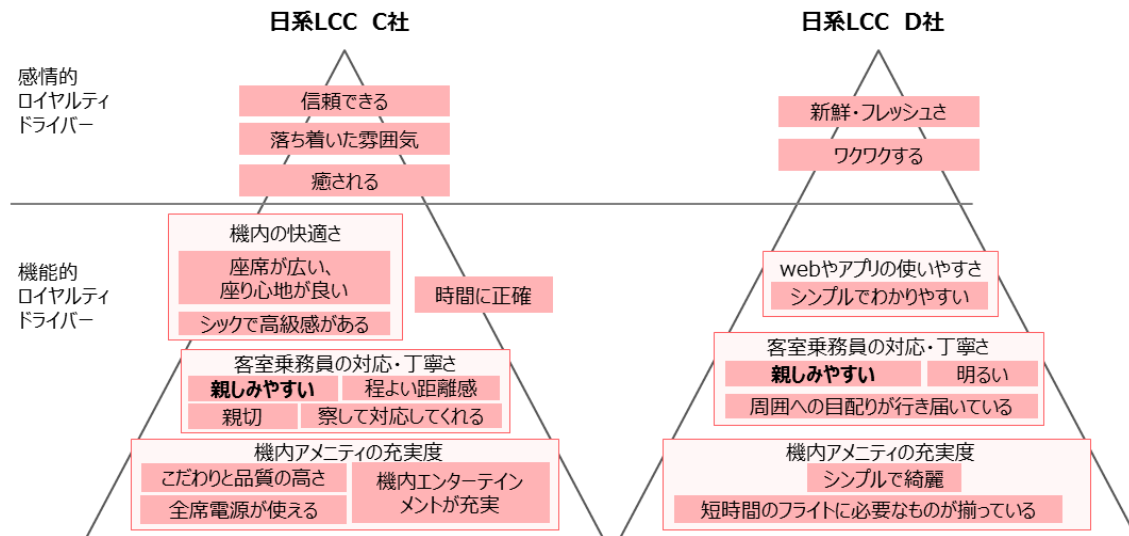 日系LCC C社
日系LCC D社
感情的
ロイヤルティ
ドライバー
信頼できる
落ち着いた雰囲気
癒される
新鮮・フレッシュさ
ワクワクする
機能的
ロイヤルティ
ドライバー
機内の快適さ
座席が広い、
座り心地が良い
シックで高級感がある
時間に正確
客室乗務員の対応・丁寧さ
親しみやすい
程よい距離感
親切
察して対応してくれる
機内アメニティの充実度
こだわりと品質の高さ
全席電源が使える
機内エンターテイン
メントが充実
webやアプリの使いやすさ
シンプルでわかりやすい
客室乗務員の対応・丁寧さ
親しみやすい
明るい
周囲への目配りが行き届いている
機内アメニティの充実度
シンプルで綺麗
短時間のフライトに必要なものが揃っている